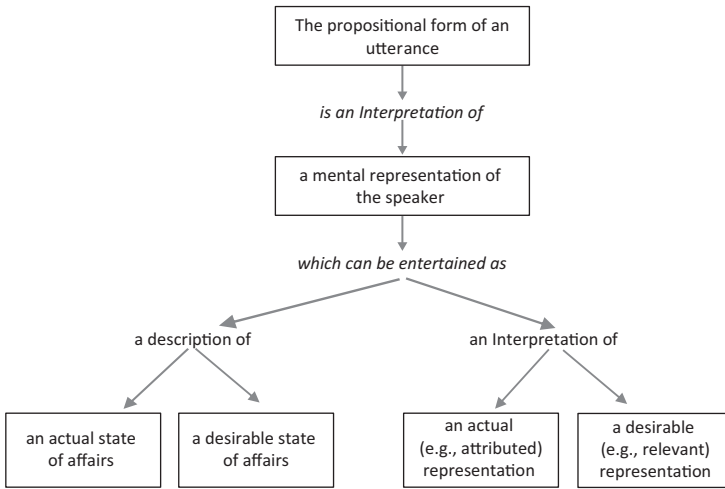 The propositional form of an
utterance
is an Interpretation of
a mental representation of
the speaker
which can be entertained as
a description of
an Interpretation of
an actual state
of affairs
a desirable state
of affairs
an actual
(e.g., attributed)
representation
a desirable
(e.g., relevant)
representation